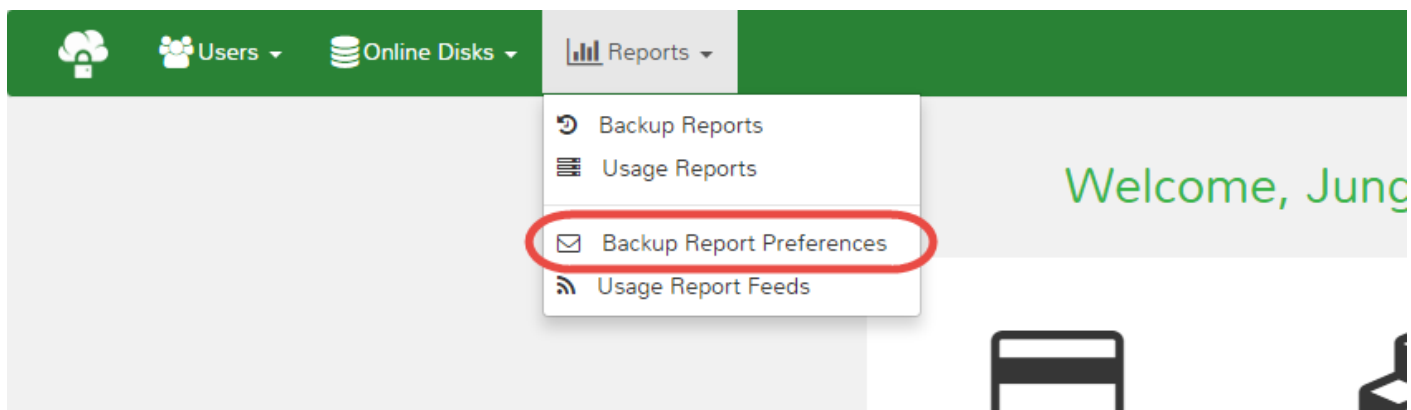 Users
Online Disks
Reports
Backup Reports
Usage Reports
Welcome, Jung
Backup Report Preferences
Usage Report Feeds